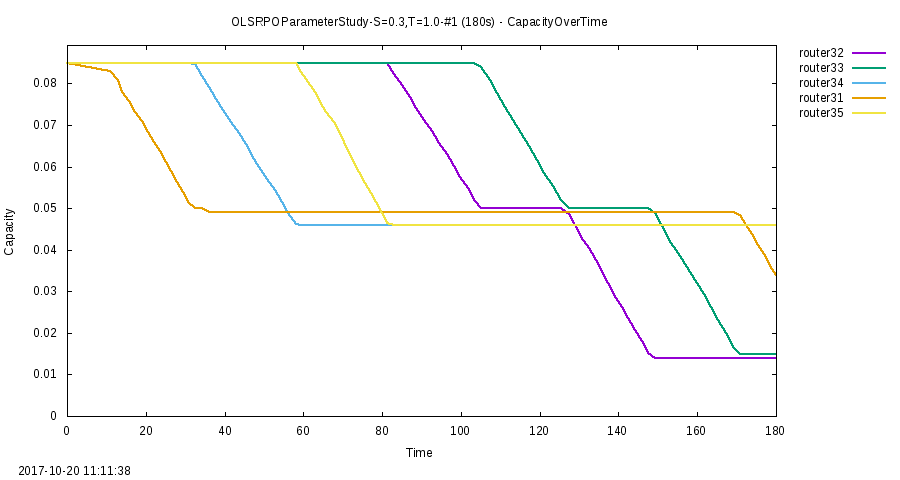 OLSRPOParameterStudy-S=0.3,T=1.0-#1 (180s) - CapacityOverTime
router32
router33
router34
router31
router35
0.08
0.07
0.06
0.05
0.04
0.03
0.02
0.01
0
Capacity
0 20 40 60 80 100 120 140 160 180
Time
2017-10-20 11:11:38